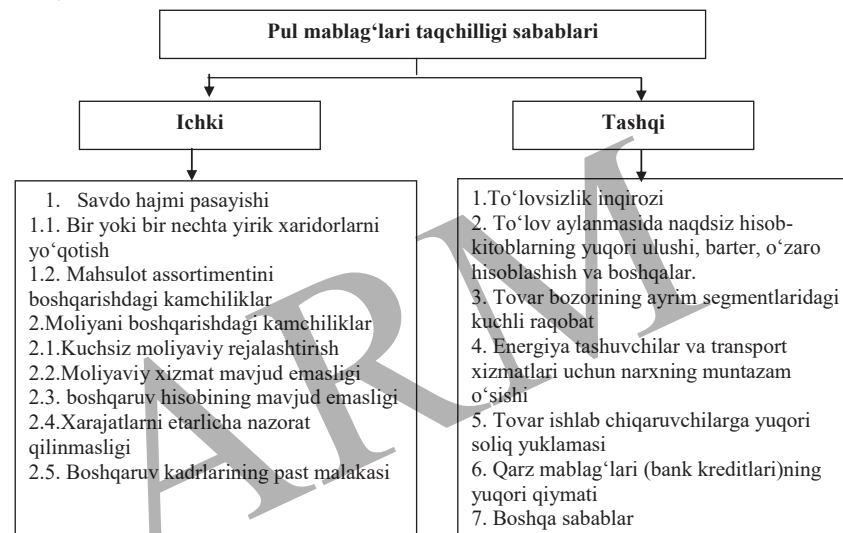 Pul mablag‘lari taqchilligi sabablari
Ichki
Tashqi
1. Savdo hajmi pasayishi
1.1. Bir yoki bir nechta yirik xaridorlarni
yo‘qotish
1.2. Mahsulot assortimentini
boshqarishdagi kamchiliklar
2.Moliyani boshqarishdagi kamchiliklar
2.1.Kuchsiz moliyaviy rejalashtirish
2.2.Moliyaviy xizmat mavjud emasligi
2.3. boshqaruv hisobining mavjud emasligi
2.4.Xarajatlarni etarlicha nazorat
qilinmasligi
2.5. Boshqaruv kadrlarining past malakasi
1.To‘lovsizlik inqirozi
2. To‘lov aylanmasida naqdsiz hisob-
kitoblarning yuqori ulushi, barter, o‘zaro
hisoblashish va boshqalar.
3. Tovar bozorining ayrim segmentlaridagi
kuchli raqobat
4. Energiya tashuvchilar va transport
xizmatlari uchun narxning muntazam
o‘sishi
5. Tovar ishlab chiqaruvchilarga yuqori
soliq yuklamasi
6. Qarz mablag‘lari (bank kreditlari)ning
yuqori qiymati
7. Boshqa sabablar
ARM